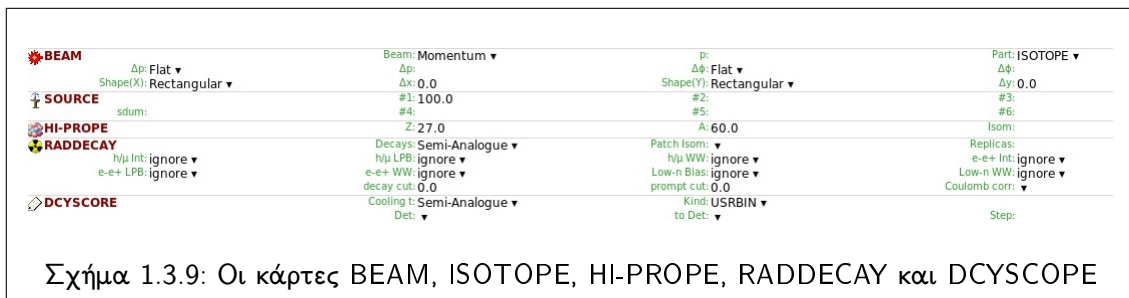 BEAM Beam: Momentum ▼ p: Part: ISOTOPE ▼
Δp: Flat ▼ Δp: Δϕ: Flat ▼ Δϕ:
Shape(X): Rectangular ▼ Δx: 0.0 Shape(Y): Rectangular ▼ Δy: 0.0
SOURCE #1: 100.0 #2: #3:
sdum: #4: #5: #6:
HI-PROPE Z: 27.0 A: 60.0 Isom:
RADDECAY Decays: Semi-Analogue ▼ Patch Isom: ▼ Replicas:
h/μ Int: ignore ▼ h/μ LPB: ignore ▼ h/μ WW: ignore ▼ e-e+ Int: ignore ▼
e-e+ LPB: ignore ▼ e-e+ WW: ignore ▼ Low-n Bias: ignore ▼ Low-n WW: ignore ▼
decay cut: 0.0 prompt cut: 0.0 Coulomb corr: ▼
DCYSCORE Cooling t: Semi-Analogue ▼ Kind: USRBIN ▼
Det: ▼ to Det: ▼ Step:
Σχήμα 1.3.9: Οι κάρτες BEAM, ISOTOPE, HI-PROPE, RADDECAY και DCYSCOPE